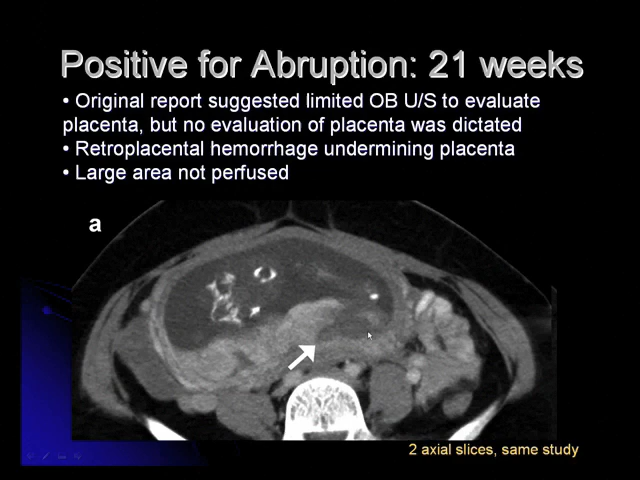 Positive for Abruption: 21 weeks
• Original report suggested limited OB U/S to evaluate
placenta, but no evaluation of placenta was dictated
• Retroplacental hemorrhage undermining placenta
• Large area not perfused
a
2 axial slices, same study